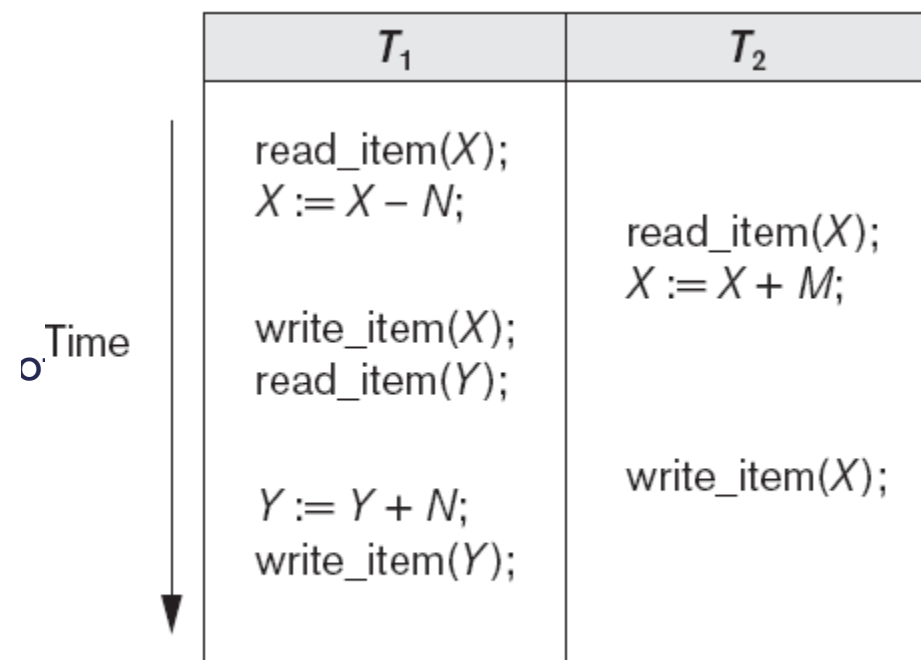 T₁ T₂
read_item(X);
X := X – N;
read_item(X);
X := X + M;
write_item(X);
Time
read_item(Y);
write_item(X);
Y := Y + N;
write_item(Y);